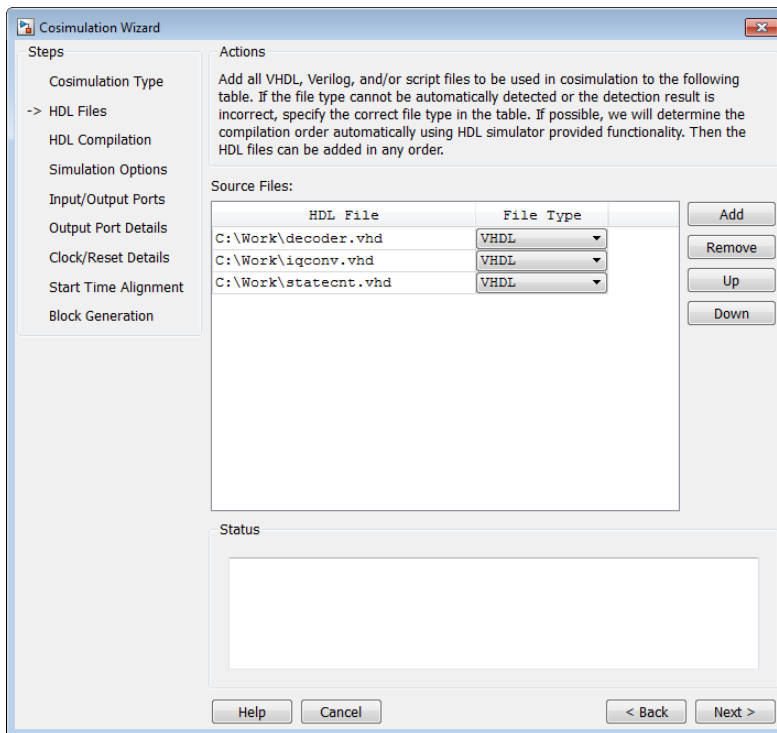 Cosimulation Wizard
Steps
Cosimulation Type
-> HDL Files
HDL Compilation
Simulation Options
Input/Output Ports
Output Port Details
Clock/Reset Details
Start Time Alignment
Block Generation
Actions
Add all VHDL, Verilog, and/or script files to be used in cosimulation to the following
table. If the file type cannot be automatically detected or the detection result is
incorrect, specify the correct file type in the table. If possible, we will determine the
compilation order automatically using HDL simulator provided functionality. Then the
HDL files can be added in any order.
Source Files:
HDL File File Type
C:\Work\decoder.vhd VHDL
C:\Work\iqconv.vhd VHDL
C:\Work\statecnt.vhd VHDL
Add
Remove
Up
Down
Status
Help Cancel < Back Next >